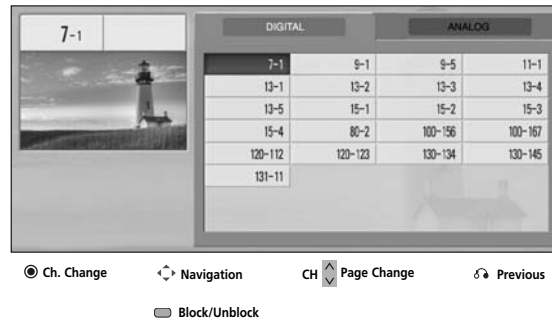 7-1
DIGITAL ANALOG
7-1 9-1 9-5 11-1
13-1 13-2 13-3 13-4
13-5 15-1 15-2 15-3
15-4 80-2 100-156 100-167
120-112 120-123 130-134 130-145
131-11
Ch. Change Navigation CH Page Change Previous
Block/Unblock